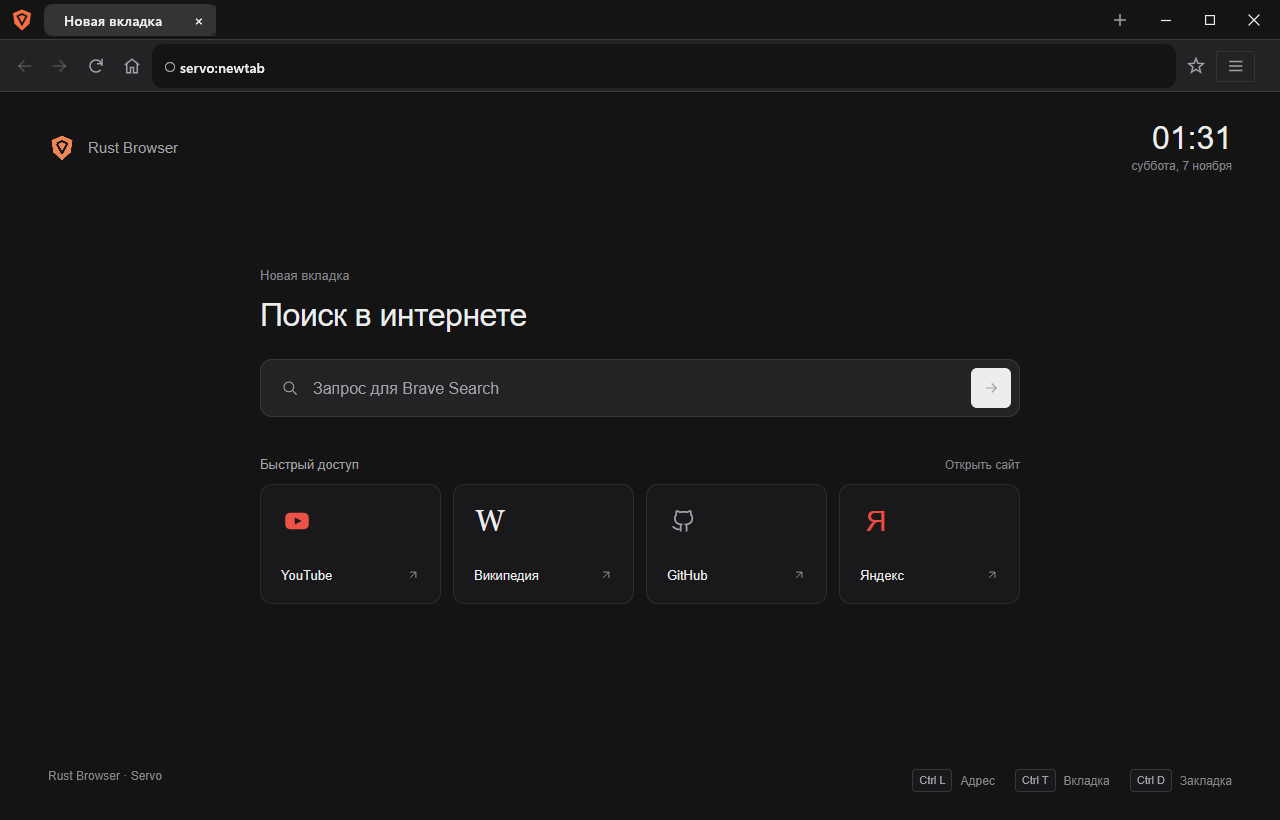 Новая вкладка
servo:newtab
Rust Browser
01:31
суббота, 7 ноября
Новая вкладка
Поиск в интернете
Запрос для Brave Search
Быстрый доступ
Открыть сайт
W
Я
YouTube
Википедия
GitHub
Яндекс
Rust Browser · Servo
Ctrl L Адрес
Ctrl T Вкладка
Ctrl D Закладка